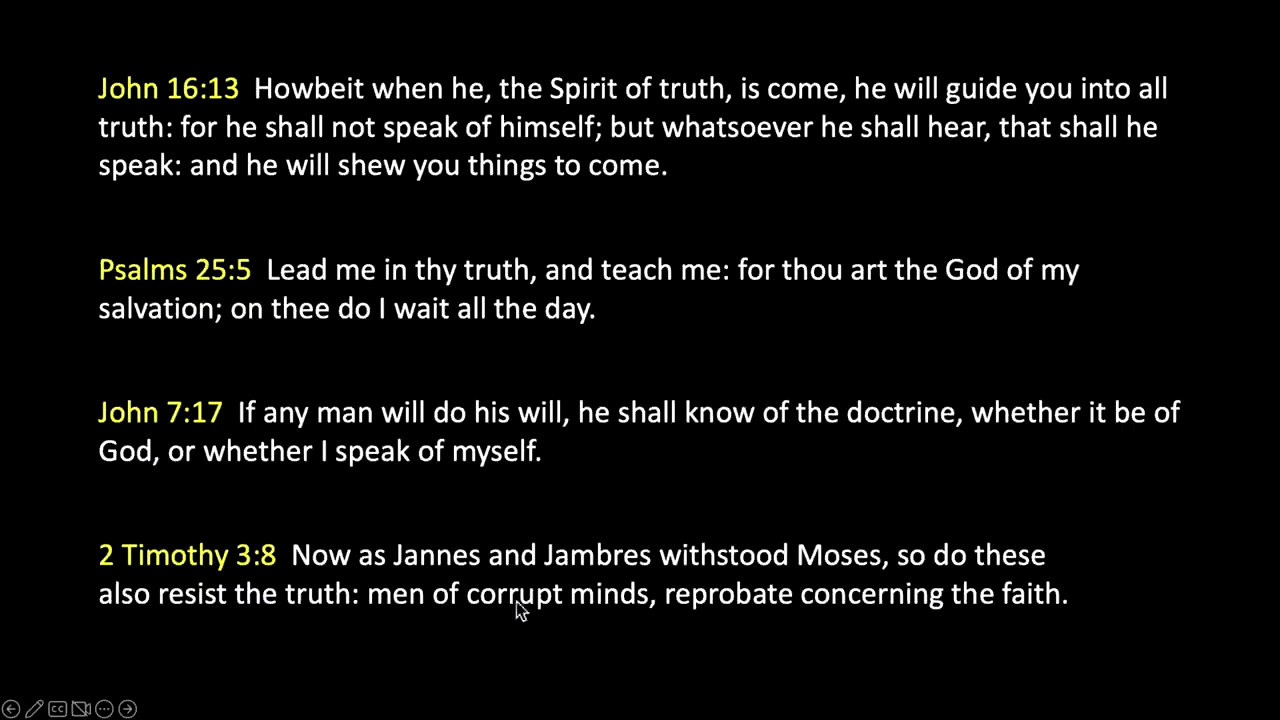 John 16:13  Howbeit when he, the Spirit of truth, is come, he will guide you into all
truth: for he shall not speak of himself; but whatsoever he shall hear, that shall he
speak: and he will shew you things to come.
Psalms 25:5  Lead me in thy truth, and teach me: for thou art the God of my
salvation; on thee do I wait all the day.
John 7:17  If any man will do his will, he shall know of the doctrine, whether it be of
God, or whether I speak of myself.
2 Timothy 3:8  Now as Jannes and Jambres withstood Moses, so do these
also resist the truth: men of corrupt minds, reprobate concerning the faith.
CC